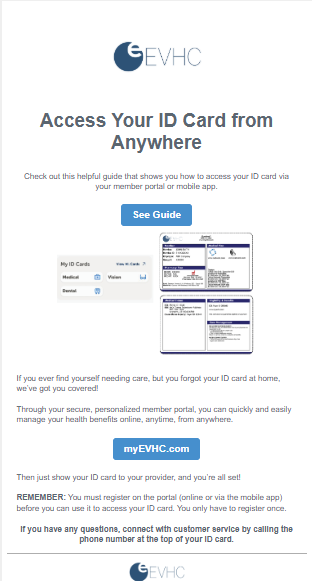 EVHC
Access Your ID Card from
Anywhere
Check out this helpful guide that shows you how to access your ID card via
your member portal or mobile app.
See Guide
My ID Cards
View ID Cards >
Medical
Vision
Dental
If you ever find yourself needing care, but you forgot your ID card at home,
we've got you covered!
Through your secure, personalized member portal, you can quickly and easily
manage your health benefits online, anytime, from anywhere.
myEVHC.com
Then just show your ID card to your provider, and you're all set!
REMEMBER: You must register on the portal (online or via the mobile app)
before you can use it to access your ID card. You only have to register once.
If you have any questions, connect with customer service by calling the
phone number at the top of your ID card.
EVHC